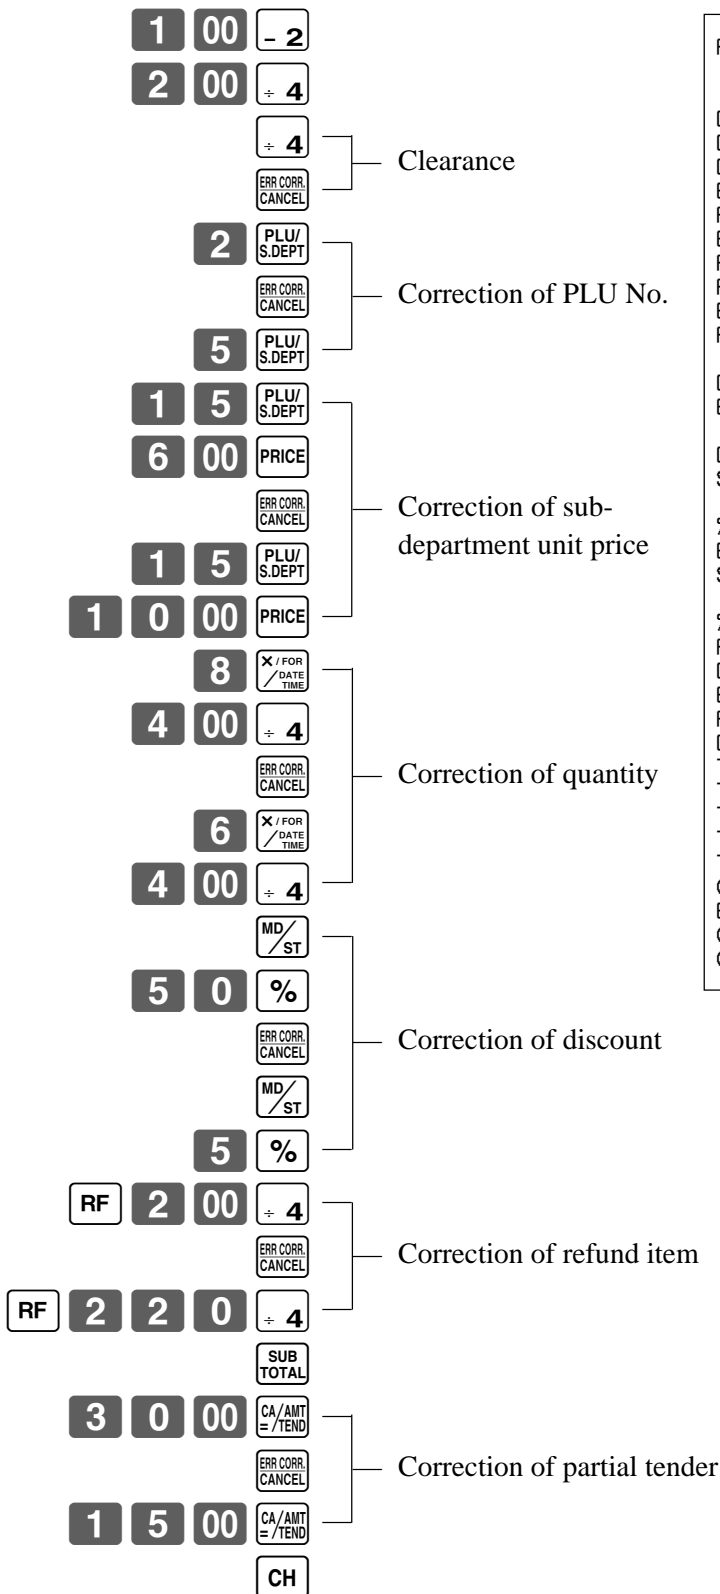 1 00 - 2
2 00 ÷ 4
÷ 4
Clearance
ERR CORR. CANCEL
2 PLU/ S.DEPT
ERR CORR. CANCEL
Correction of PLU No.
5 PLU/ S.DEPT
1 5 PLU/ S.DEPT
6 00 PRICE
ERR CORR. CANCEL
Correction of sub-
department unit price
1 5 PLU/ S.DEPT
1 0 00 PRICE
8 X / FOR / DATE TIME
4 00 ÷ 4
ERR CORR. CANCEL
Correction of quantity
6 X / FOR / DATE TIME
4 00 ÷ 4
MD/ST
5 0 %
ERR CORR. CANCEL
Correction of discount
MD/ST
5 %
RF 2 00 ÷ 4
ERR CORR. CANCEL
Correction of refund item
RF 2 2 0 ÷ 4
SUB TOTAL
3 0 00 CA/AMT = /TEND
ERR CORR. CANCEL
Correction of partial tender
1 5 00 CA/AMT = /TEND
CH